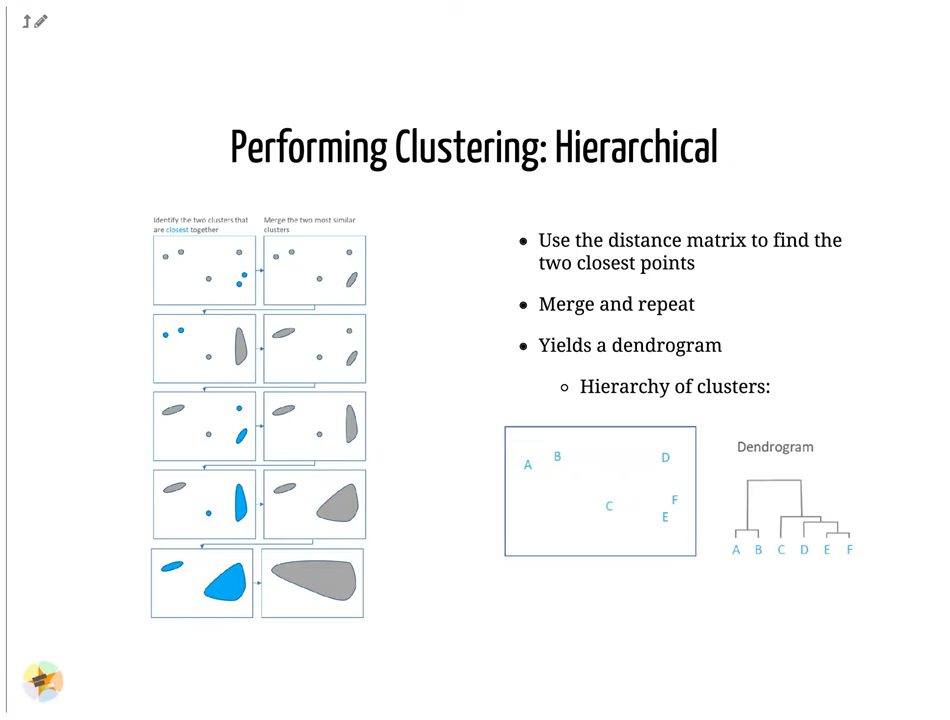 Performing Clustering: Hierarchical
Identify the two clusters that
are closest together
Merge the two most similar
clusters
Use the distance matrix to find the
two closest points
Merge and repeat
Yields a dendrogram
Hierarchy of clusters:
A
B
D
C
F
E
Dendrogram
A B C D E F